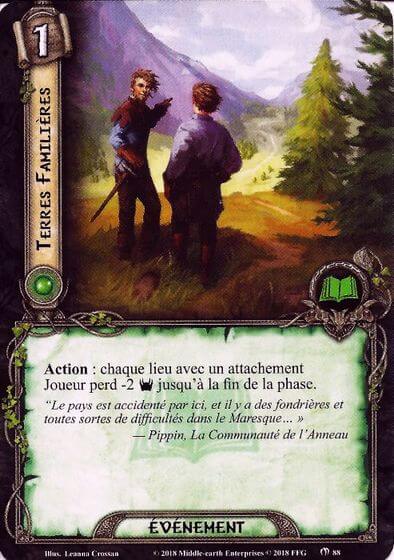 1
TERRES FAMILIÈRES
Action : chaque lieu avec un attachement
Joueur perd -2 jusqu'à la fin de la phase.
"Le pays est accidenté par ici, et il y a des fondrières et
toutes sortes de difficultés dans le Maresque… »
— Pippin, La Communauté de l'Anneau
ÉVÉNEMENT
Illus. Leanna Crossan © 2018 Middle-earth Enterprises © 2018 FFG 88